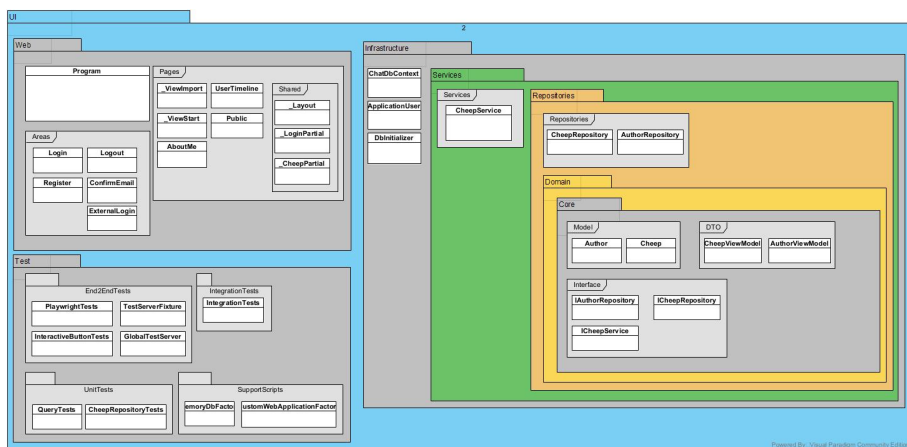 UI
2
Web
Program
Areas
Login
Logout
Register
ConfirmEmail
ExternalLogin
Pages
_ViewImport
UserTimeline
_ViewStart
Public
AboutMe
Shared
_Layout
_LoginPartial
_CheepPartial
Test
End2EndTests
PlaywrightTests
TestServerFixture
InteractiveButtonTests
GlobalTestServer
IntegrationTests
IntegrationTests
UnitTests
QueryTests
CheepRepositoryTests
SupportScripts
emoryDbFacto
ustomWebApplicationFactor
Infrastructure
ChatDbContext
ApplicationUser
DbInitializer
Services
Services
CheepService
Repositories
Repositories
CheepRepository
AuthorRepository
Domain
Core
Model
Author
Cheep
DTO
CheepViewModel
AuthorViewModel
Interface
IAuthorRepository
ICheepRepository
ICheepService
Powered By: Visual Paradigm Community Edition